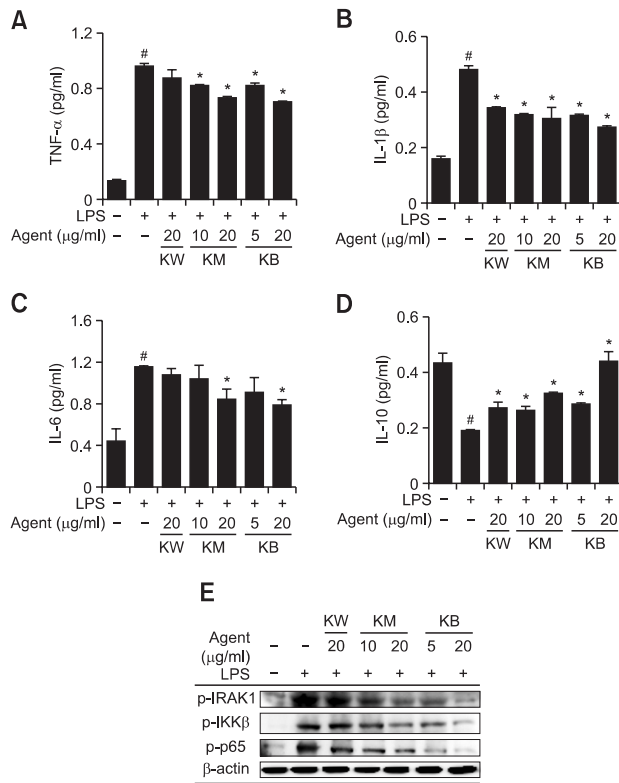 A
TNF-α (pg/ml)
1.2
0.8
0.4
0
#
*
*
*
*
LPS – + + + + + +
Agent (μg/ml) – – 20 10 20 5 20
KW KM KB
B
IL-1β (pg/ml)
0.6
0.4
0.2
0
#
*
*
*
*
*
LPS – + + + + + +
Agent (μg/ml) – – 20 10 20 5 20
KW KM KB
C
IL-6 (pg/ml)
1.6
1.2
0.8
0.4
0
#
*
*
LPS – + + + + + +
Agent (μg/ml) – – 20 10 20 5 20
KW KM KB
D
IL-10 (pg/ml)
0.6
0.4
0.2
0
#
*
*
*
*
*
LPS – + + + + + +
Agent (μg/ml) – – 20 10 20 5 20
KW KM KB
E
KW KM KB
Agent – – 20 10 20 5 20
(μg/ml)
LPS – + + + + + +
p-IRAK1
p-IKKβ
p-p65
β-actin